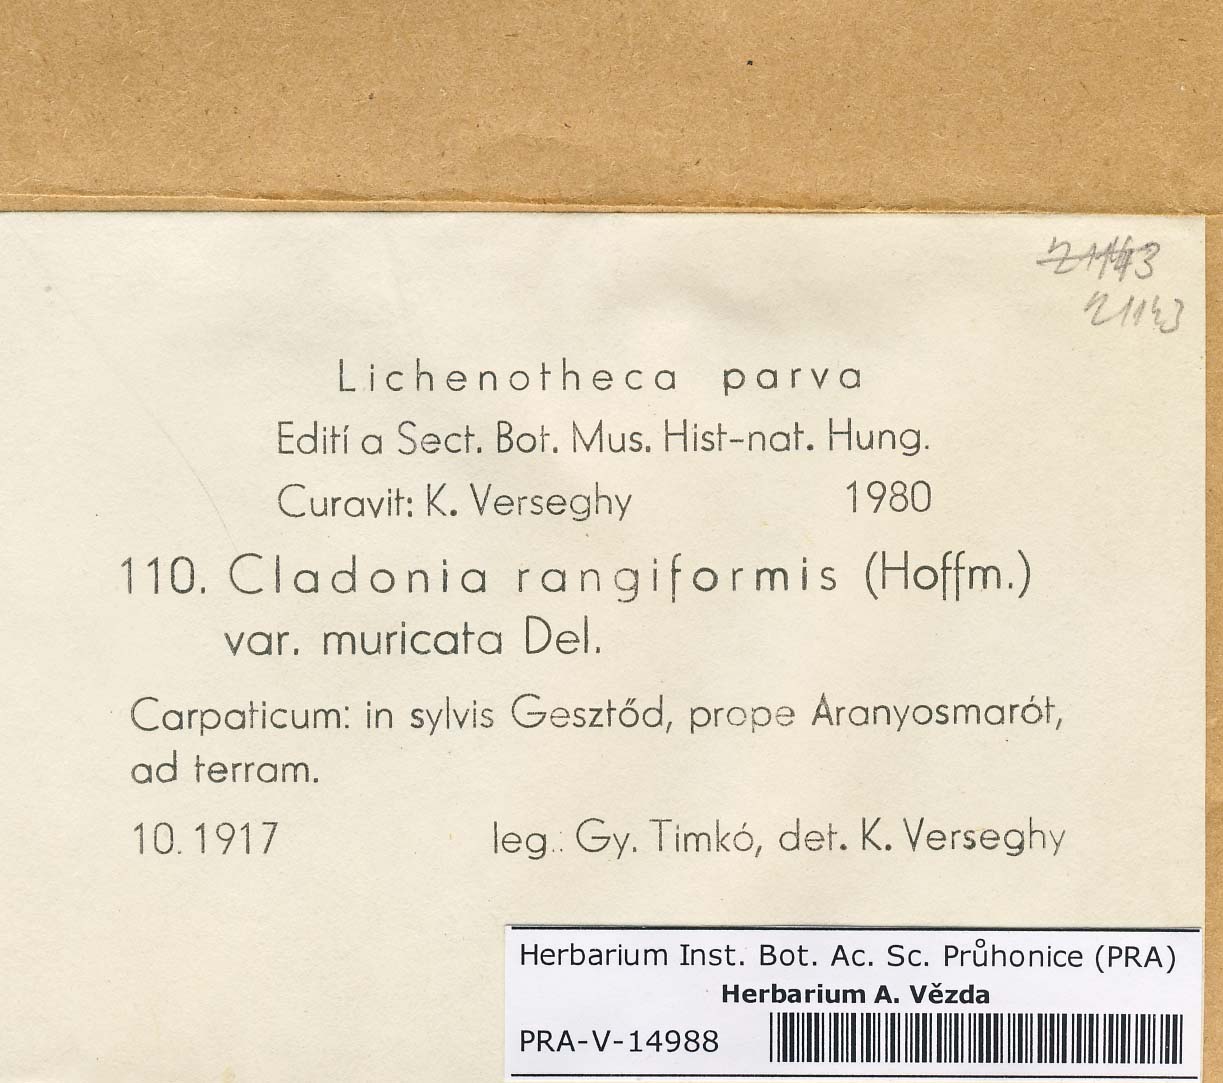 21143
Lichenotheca parva
Edití a Sect. Bot. Mus. Hist-nat. Hung.
Curavit: K. Verseghy 1980
110. Cladonia rangiformis (Hoffm.)
var. muricata Del.
Carpaticum: in sylvis Gesztőd, prope Aranyosmarót,
ad terram.
10. 1917 leg.: Gy. Timkó, det. K. Verseghy
Herbarium Inst. Bot. Ac. Sc. Průhonice (PRA)
Herbarium A. Vězda
PRA-V-14988